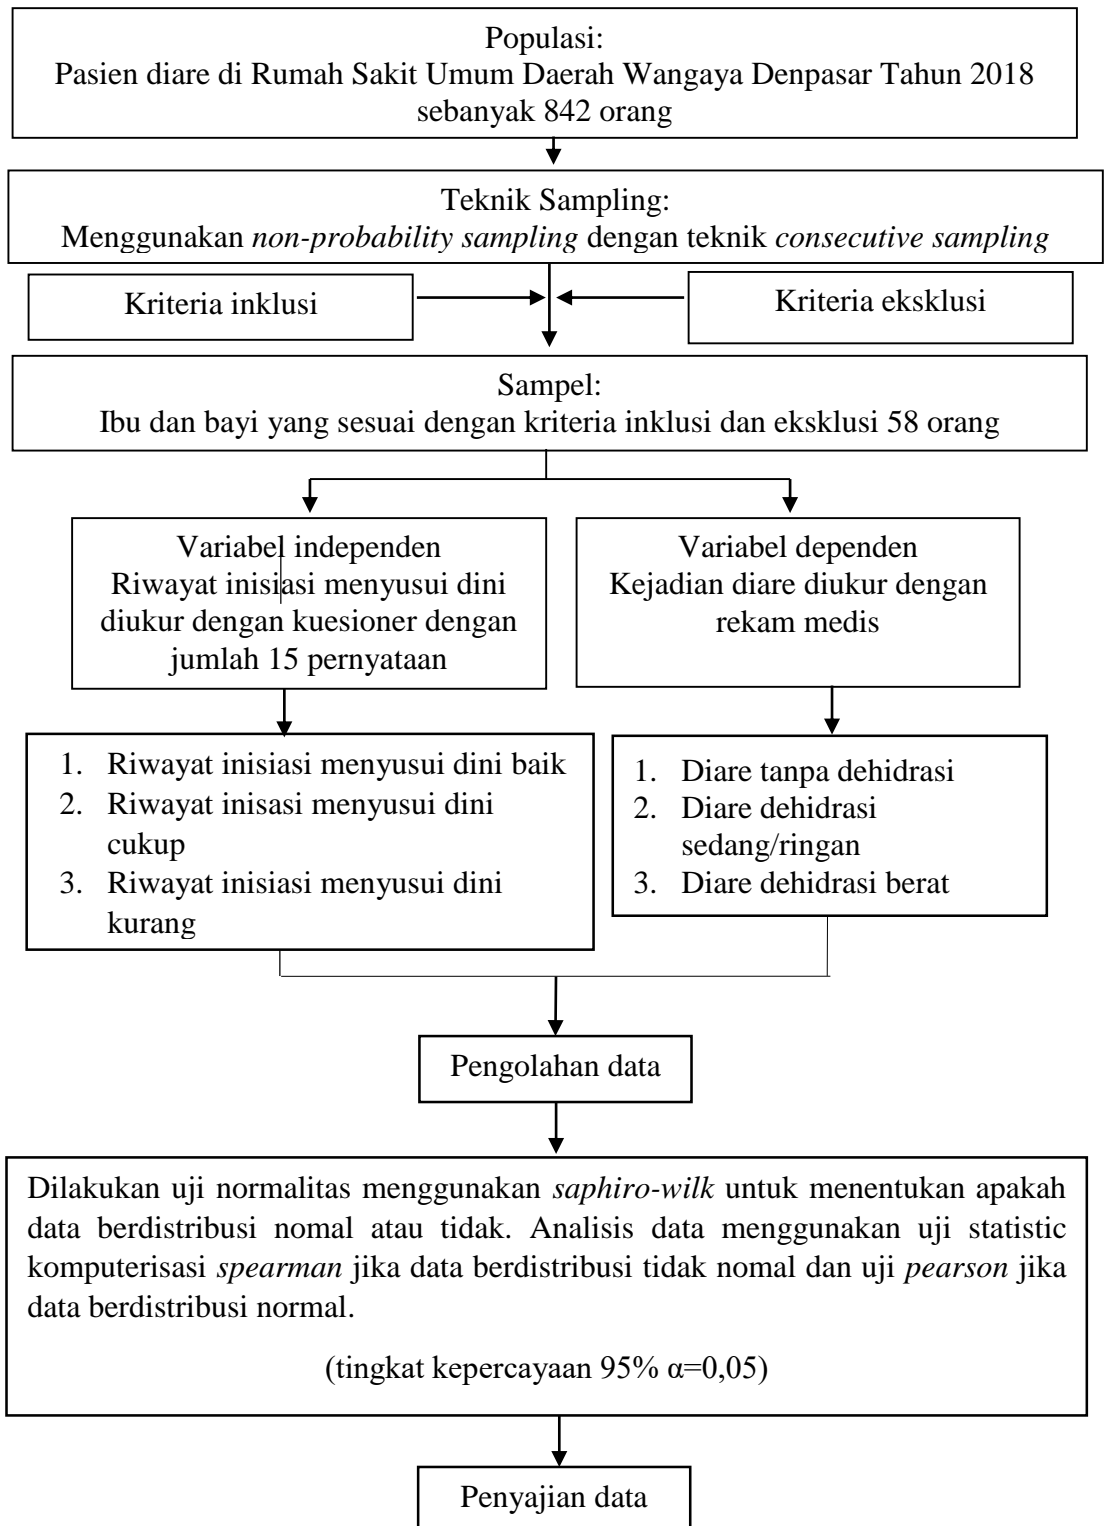 Populasi:
Pasien diare di Rumah Sakit Umum Daerah Wangaya Denpasar Tahun 2018
sebanyak 842 orang
Teknik Sampling:
Menggunakan non-probability sampling dengan teknik consecutive sampling
Kriteria inklusi
Kriteria eksklusi
Sampel:
Ibu dan bayi yang sesuai dengan kriteria inklusi dan eksklusi 58 orang
Variabel independen
Riwayat inisiasi menyusui dini
diukur dengan kuesioner dengan
jumlah 15 pernyataan
Variabel dependen
Kejadian diare diukur dengan
rekam medis
1. Riwayat inisiasi menyusui dini baik
2. Riwayat inisasi menyusui dini
cukup
3. Riwayat inisiasi menyusui dini
kurang
1. Diare tanpa dehidrasi
2. Diare dehidrasi
sedang/ringan
3. Diare dehidrasi berat
Pengolahan data
Dilakukan uji normalitas menggunakan saphiro-wilk untuk menentukan apakah
data berdistribusi nomal atau tidak. Analisis data menggunakan uji statistic
komputerisasi spearman jika data berdistribusi tidak nomal dan uji pearson jika
data berdistribusi normal.
(tingkat kepercayaan 95% α=0,05)
Penyajian data